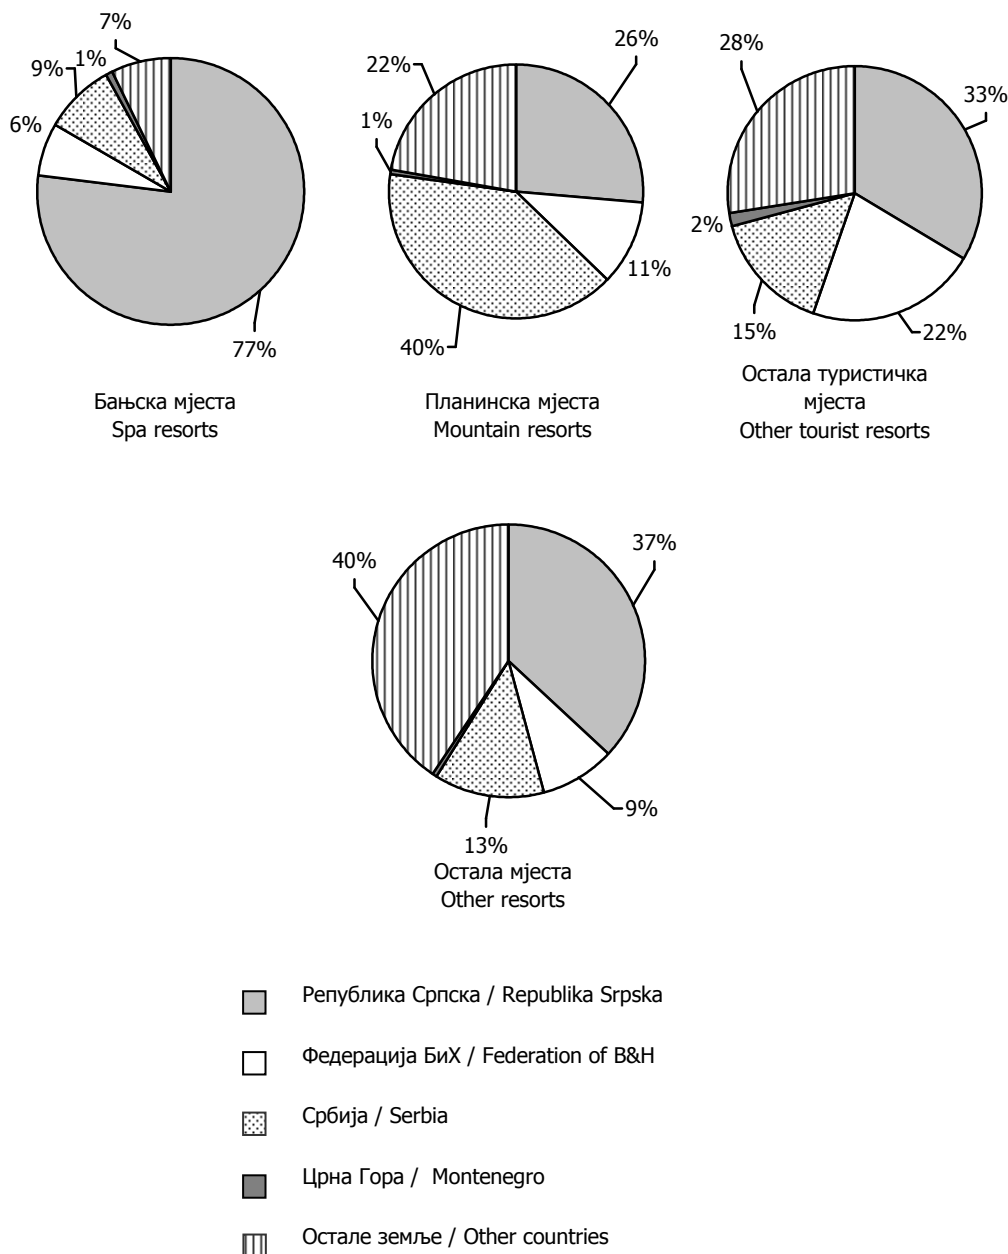 7%
1%
9%
6%
77%
Бањска мјеста
Spa resorts
26%
22%
1%
11%
40%
Планинска мјеста
Mountain resorts
28%
33%
2%
15%
22%
Остала туристичка
мјеста
Other tourist resorts
40%
37%
9%
13%
Остала мјеста
Other resorts
Република Српска / Republika Srpska
Федерација БиХ / Federation of B&H
Србија / Serbia
Црна Гора / Montenegro
Остале земље / Other countries